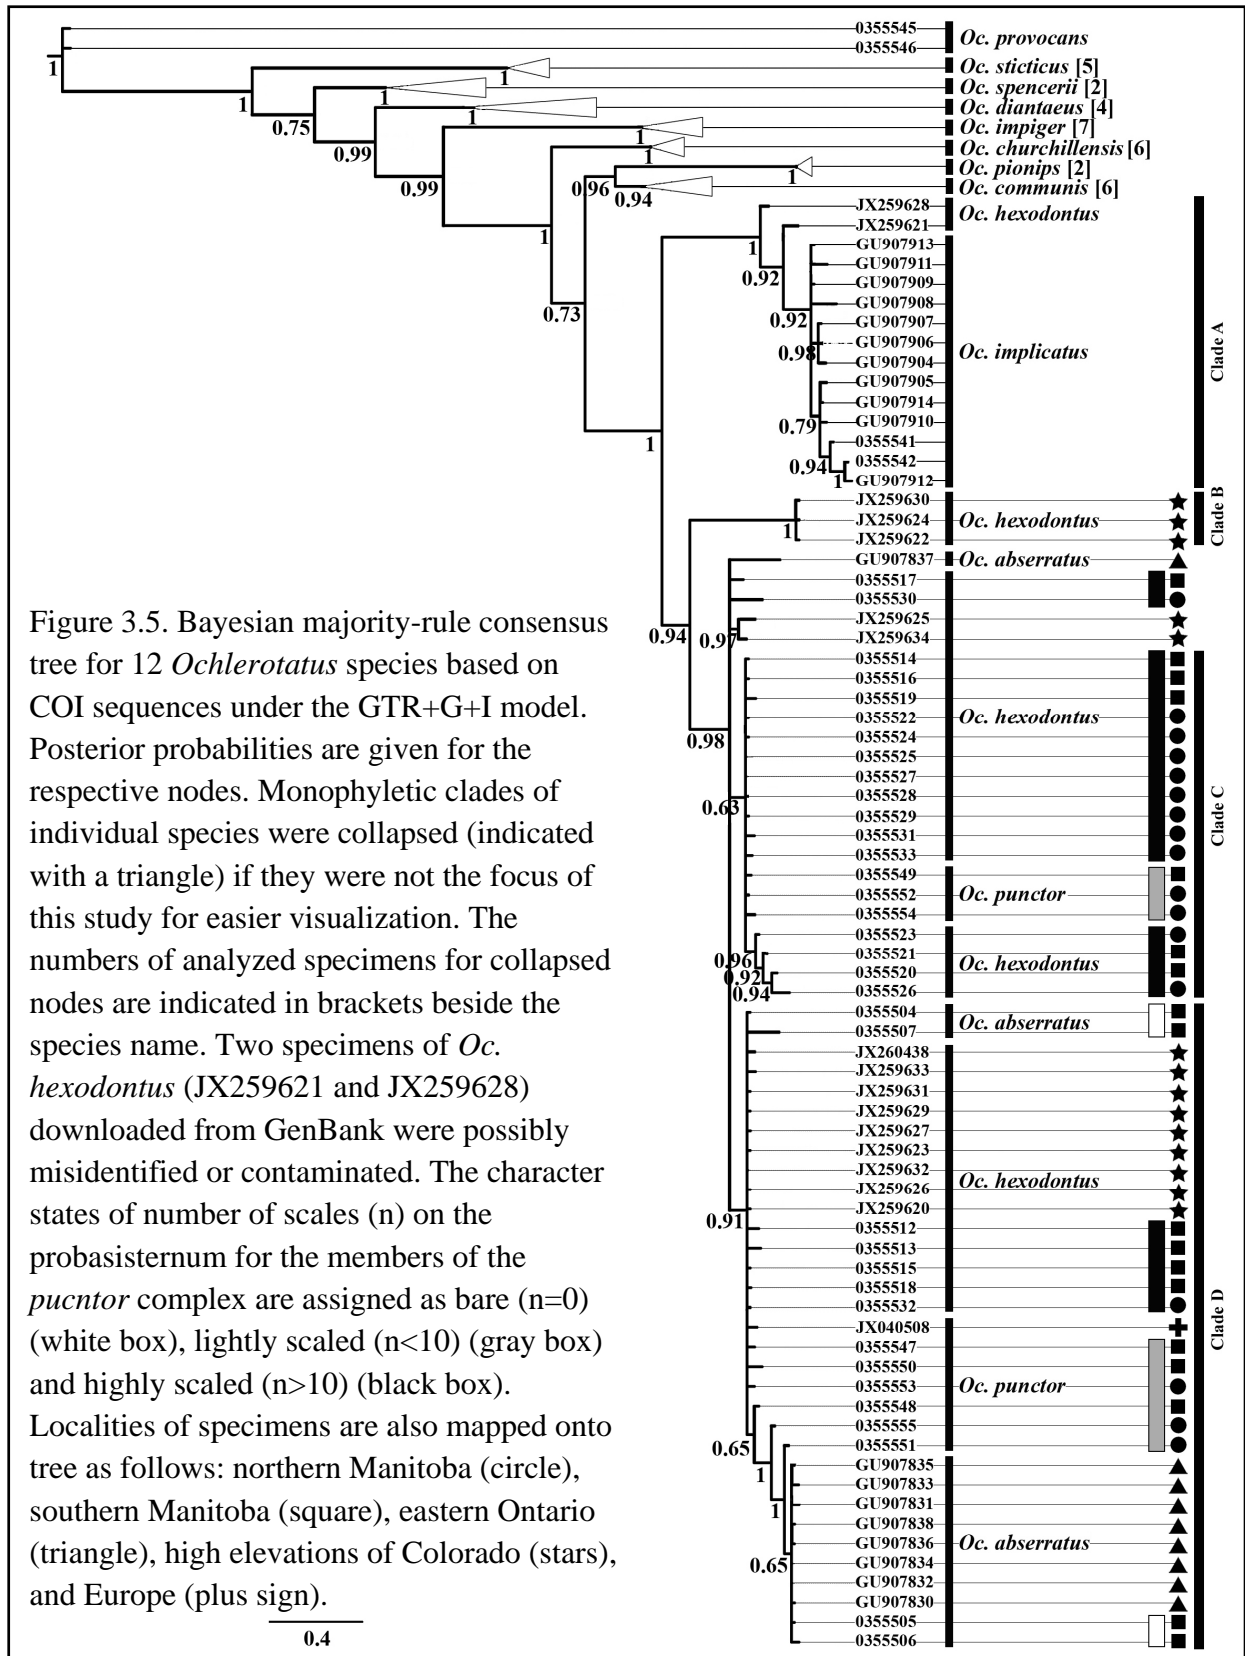 0355545
0355546
Oc. provocans
1
Oc. sticticus [5]
1
1
Oc. spencerii [2]
1
0.75
Oc. diantaeus [4]
1
0.99
Oc. impiger [7]
1
0.99
Oc. churchillensis [6]
1
1
Oc. pionips [2]
1
0.96
Oc. communis [6]
0.94
0.73
JX259628
JX259621
Oc. hexodontus
1
0.92
GU907913
GU907911
GU907909
GU907908
GU907907
GU907906
GU907904
GU907905
GU907914
GU907910
0355541
0355542
GU907912
Oc. implicatus
0.92
0.98
0.79
0.94
1
1
Clade A
JX259630
JX259624
JX259622
Oc. hexodontus
1
Clade B
0.94
GU907837
Oc. abserratus
0355517
0355530
JX259625
JX259634
0.97
0355514
0355516
0355519
0355522
0355524
0355525
0355527
0355528
0355529
0355531
0355533
Oc. hexodontus
0.98
0.63
0355549
0355552
0355554
Oc. punctor
0355523
0355521
0355520
0355526
Oc. hexodontus
0.96
0.92
0.94
Clade C
0355504
0355507
Oc. abserratus
JX260438
JX259633
JX259631
JX259629
JX259627
JX259623
JX259632
JX259626
JX259620
0355512
0355513
0355515
0355518
0355532
Oc. hexodontus
0.91
JX040508
0355547
0355550
0355553
0355548
0355555
0355551
Oc. punctor
0.65
1
1
GU907835
GU907833
GU907831
GU907838
GU907836
GU907834
GU907832
GU907830
0355505
0355506
Oc. abserratus
0.65
Clade D
Figure 3.5. Bayesian majority-rule consensus
tree for 12 Ochlerotatus species based on
COI sequences under the GTR+G+I model.
Posterior probabilities are given for the
respective nodes. Monophyletic clades of
individual species were collapsed (indicated
with a triangle) if they were not the focus of
this study for easier visualization. The
numbers of analyzed specimens for collapsed
nodes are indicated in brackets beside the
species name. Two specimens of Oc.
hexodontus (JX259621 and JX259628)
downloaded from GenBank were possibly
misidentified or contaminated. The character
states of number of scales (n) on the
probasisternum for the members of the
pucntor complex are assigned as bare (n=0)
(white box), lightly scaled (n<10) (gray box)
and highly scaled (n>10) (black box).
Localities of specimens are also mapped onto
tree as follows: northern Manitoba (circle),
southern Manitoba (square), eastern Ontario
(triangle), high elevations of Colorado (stars),
and Europe (plus sign).
0.4